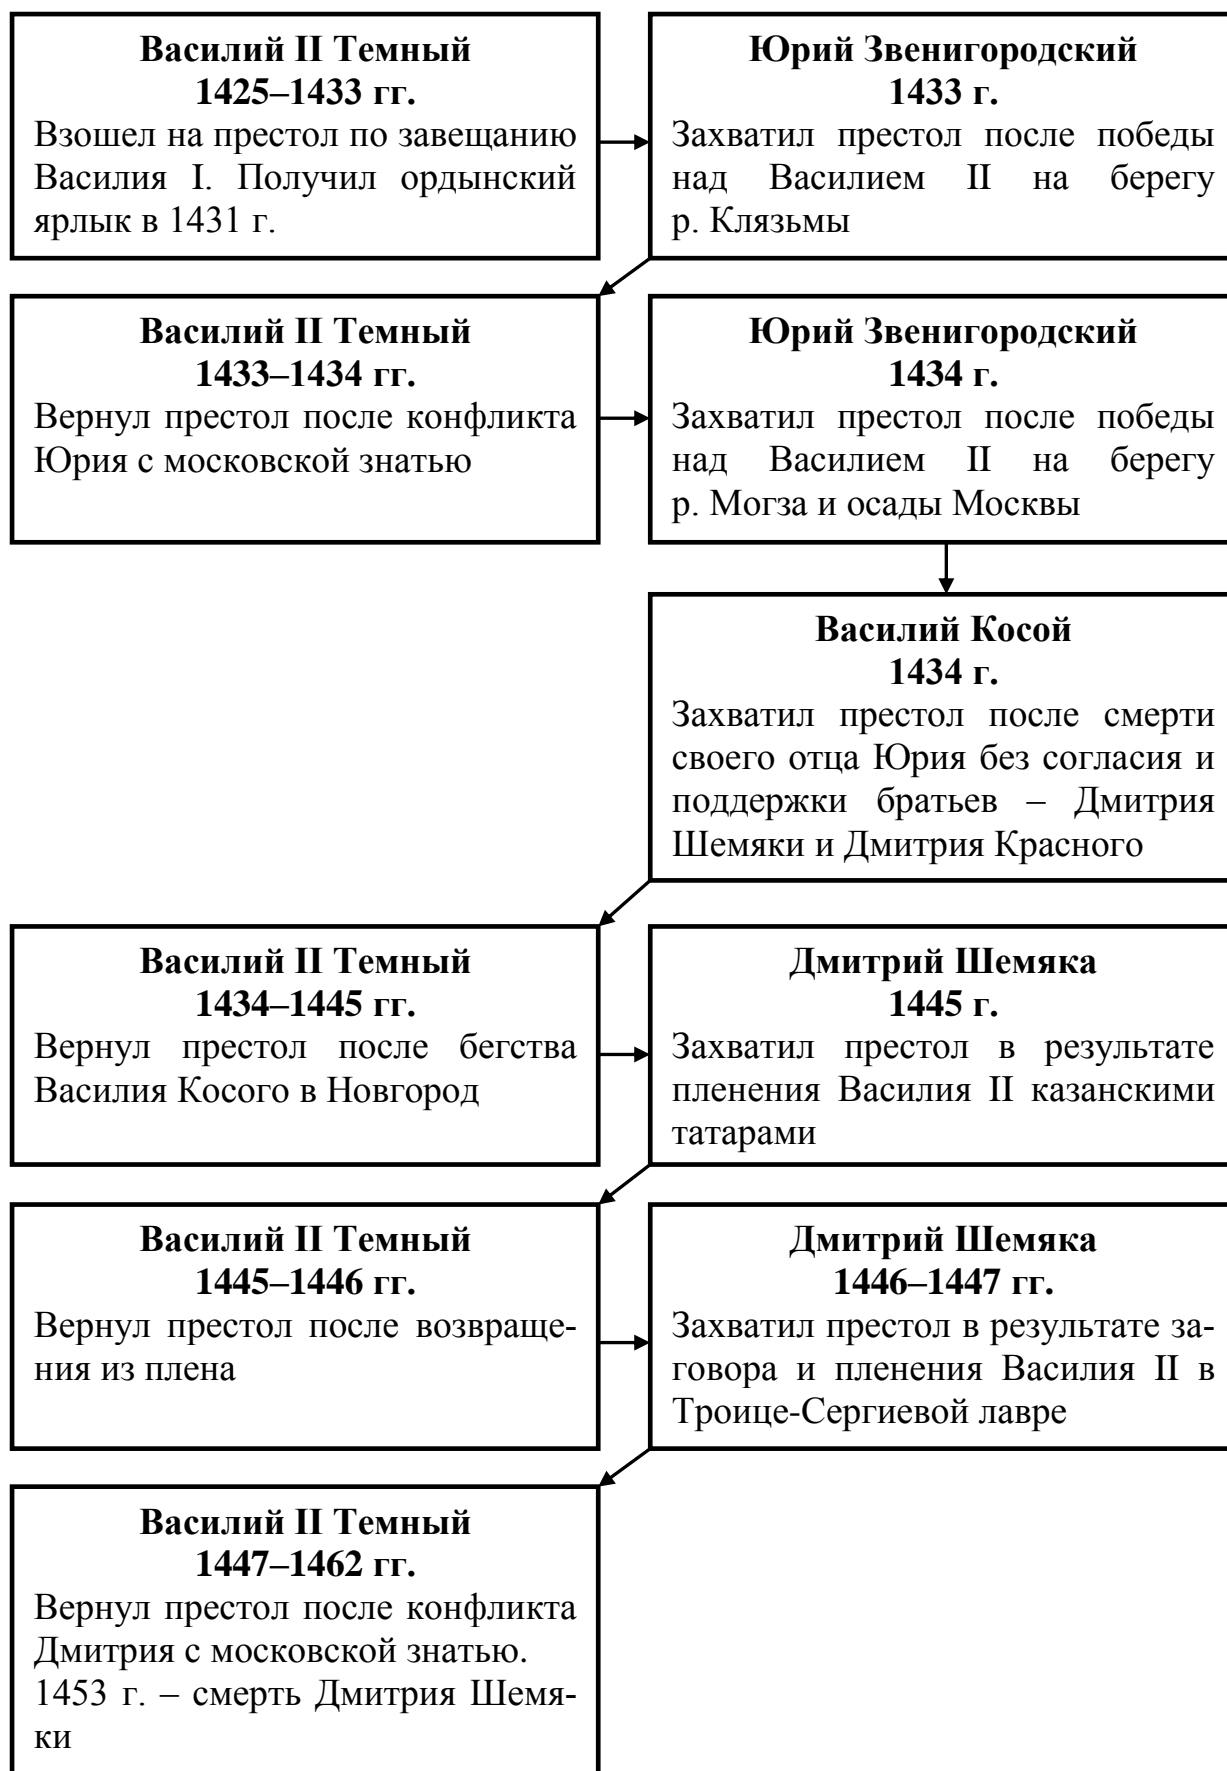 Василий II Темный
1425–1433 гг.
Взошел на престол по завещанию
Василия I. Получил ордынский
ярлык в 1431 г.
Юрий Звенигородский
1433 г.
Захватил престол после победы
над Василием II на берегу
р. Клязьмы
Василий II Темный
1433–1434 гг.
Вернул престол после конфликта
Юрия с московской знатью
Юрий Звенигородский
1434 г.
Захватил престол после победы
над Василием II на берегу
р. Могза и осады Москвы
Василий Косой
1434 г.
Захватил престол после смерти
своего отца Юрия без согласия и
поддержки братьев – Дмитрия
Шемяки и Дмитрия Красного
Василий II Темный
1434–1445 гг.
Вернул престол после бегства
Василия Косого в Новгород
Дмитрий Шемяка
1445 г.
Захватил престол в результате
пленения Василия II казанскими
татарами
Василий II Темный
1445–1446 гг.
Вернул престол после возвраще-
ния из плена
Дмитрий Шемяка
1446–1447 гг.
Захватил престол в результате за-
говора и пленения Василия II в
Троице-Сергиевой лавре
Василий II Темный
1447–1462 гг.
Вернул престол после конфликта
Дмитрия с московской знатью.
1453 г. – смерть Дмитрия Шемя-
ки